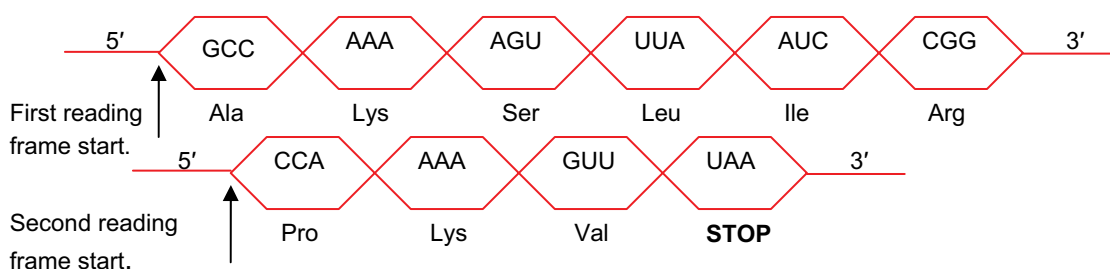 5′ GCC AAA AGU UUA AUC CGG 3′
First reading Ala Lys Ser Leu Ile Arg
frame start.
5′ CCA AAA GUU UAA 3′
Second reading Pro Lys Val STOP
frame start.